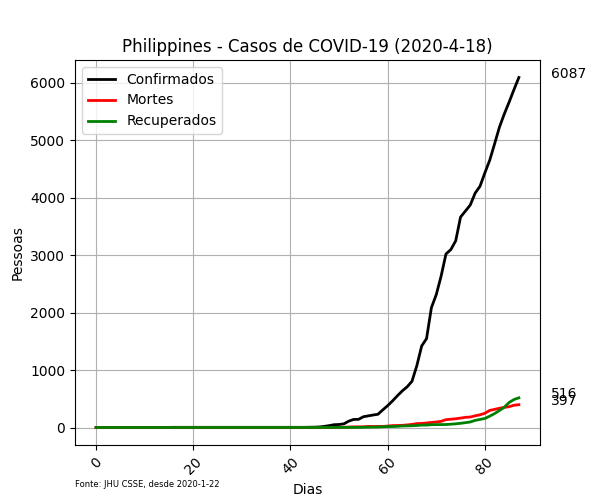 Philippines - Casos de COVID-19 (2020-4-18)
Confirmados
Mortes
Recuperados
6087
516
397
6000
5000
4000
3000
2000
1000
0
Pessoas
0 20 40 60 80
Dias
Fonte: JHU CSSE, desde 2020-1-22